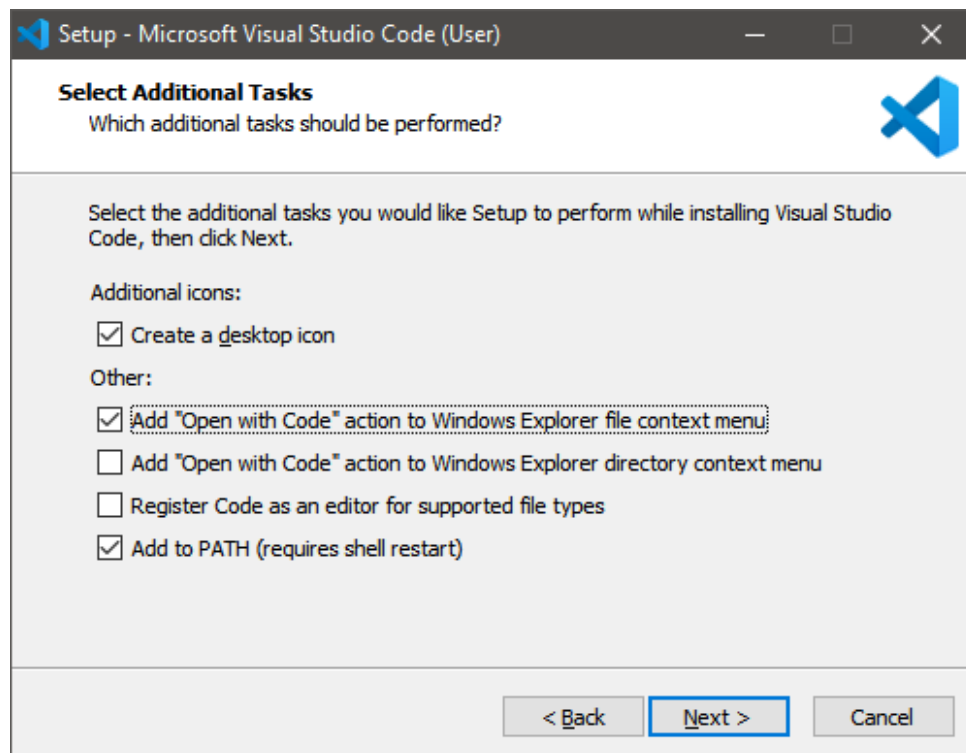 Setup - Microsoft Visual Studio Code (User)
Select Additional Tasks
Which additional tasks should be performed?
Select the additional tasks you would like Setup to perform while installing Visual Studio
Code, then click Next.
Additional icons:
Create a desktop icon
Other:
Add "Open with Code" action to Windows Explorer file context menu
Add "Open with Code" action to Windows Explorer directory context menu
Register Code as an editor for supported file types
Add to PATH (requires shell restart)
< Back Next > Cancel